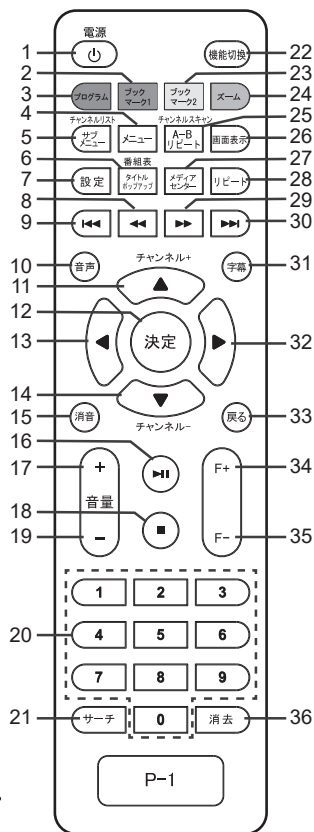 電源
1
22
機能切換
2
23
3
プログラム
ブック
マーク1
ブック
マーク2
ズーム
24
4
チャンネルリスト
チャンネルスキャン
25
5
サブ
メニュー
メニュー
A-B
リピート
画面表示
26
6
番組表
27
7
設定
タイトル
ポップアップ
メディア
センター
リピート
28
8
29
9
30
10
音声
チャンネル+
字幕
31
11
12
13
決定
32
14
15
消音
チャンネル-
戻る
33
16
17
+
F+
34
音量
18
19
-
F-
35
1
2
3
20
4
5
6
7
8
9
21
サーチ
0
消去
36
P-1